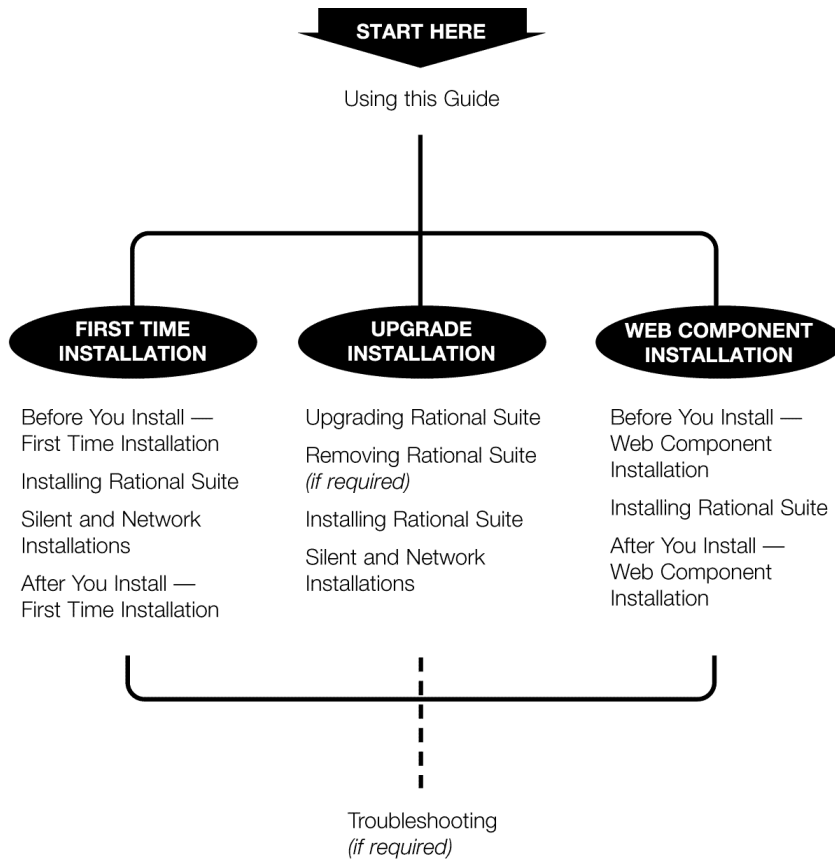 START HERE
Using this Guide
FIRST TIME
INSTALLATION
Before You Install —
First Time Installation
Installing Rational Suite
Silent and Network
Installations
After You Install —
First Time Installation
UPGRADE
INSTALLATION
Upgrading Rational Suite
Removing Rational Suite
(if required)
Installing Rational Suite
Silent and Network
Installations
WEB COMPONENT
INSTALLATION
Before You Install —
Web Component
Installation
Installing Rational Suite
After You Install —
Web Component
Installation
Troubleshooting
(if required)